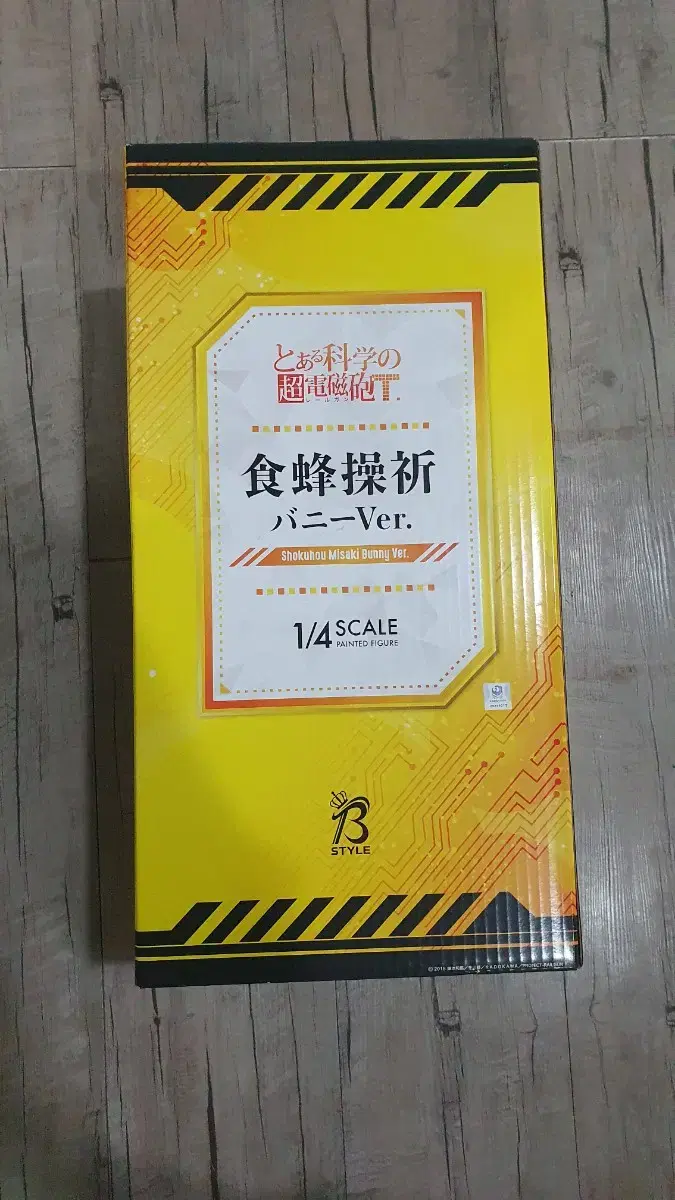 とある科学の
超電磁砲T
レールガン
食蜂操祈
バニーVer.
Shokuhou Misaki Bunny Ver.
1/4 SCALE
PAINTED FIGURE
B
STYLE